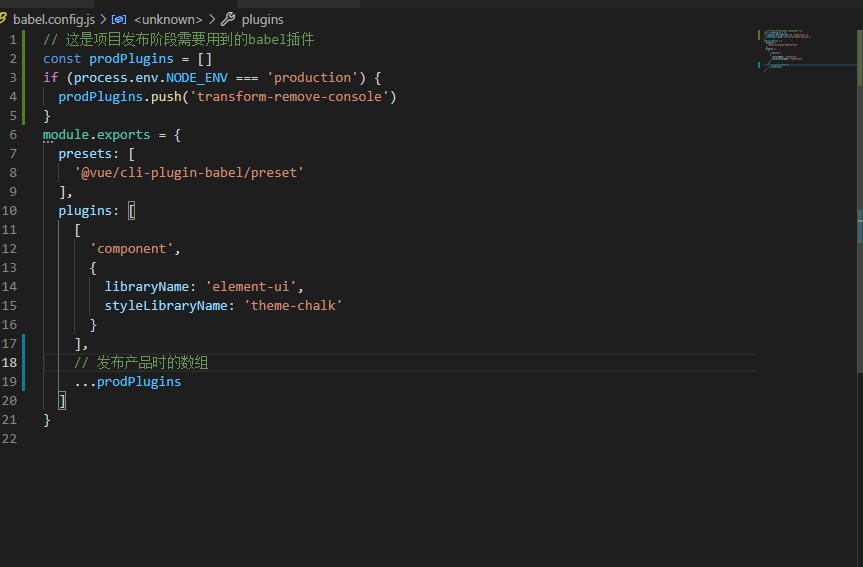 babel.config.js > <unknown> > plugins
1 // 这是项目发布阶段需要用到的babel插件
2 const prodPlugins = []
3 if (process.env.NODE_ENV === 'production') {
4   prodPlugins.push('transform-remove-console')
5 }
6 module.exports = {
7   presets: [
8     '@vue/cli-plugin-babel/preset'
9   ],
10   plugins: [
11     [
12       'component',
13       {
14         libraryName: 'element-ui',
15         styleLibraryName: 'theme-chalk'
16       }
17     ],
18     // 发布产品时的数组
19     ...prodPlugins
20   ]
21 }
22